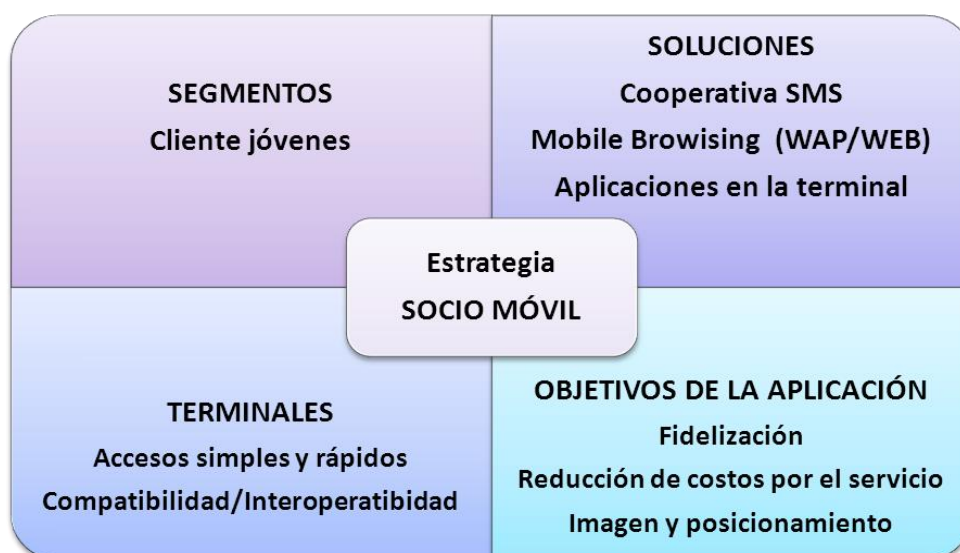 SEGMENTOS
Cliente jóvenes
SOLUCIONES
Cooperativa SMS
Mobile Browising (WAP/WEB)
Aplicaciones en la terminal
Estrategia
SOCIO MÓVIL
TERMINALES
Accesos simples y rápidos
Compatibilidad/Interoperatibidad
OBJETIVOS DE LA APLICACIÓN
Fidelización
Reducción de costos por el servicio
Imagen y posicionamiento